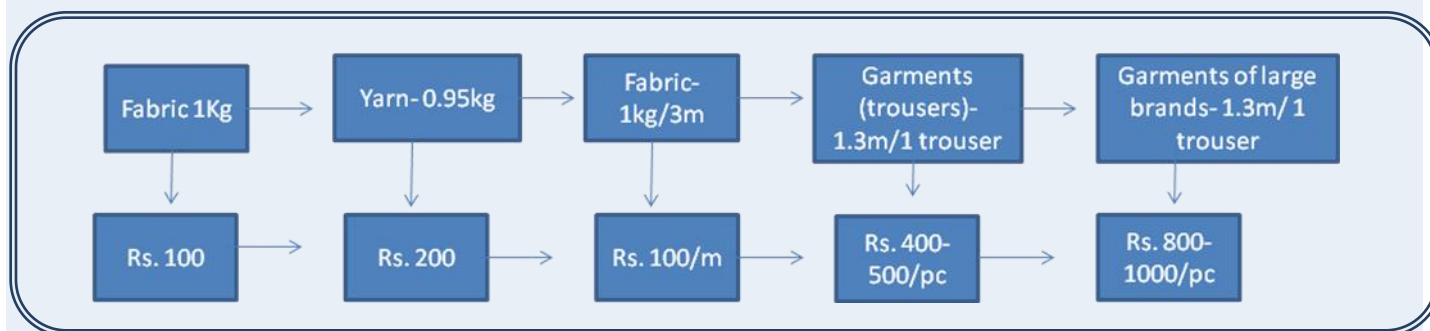 Fabric 1Kg
Yarn- 0.95kg
Fabric-
1kg/3m
Garments
(trousers)-
1.3m/1 trouser
Garments of large
brands- 1.3m/ 1
trouser
Rs. 100
Rs. 200
Rs. 100/m
Rs. 400-
500/pc
Rs. 800-
1000/pc